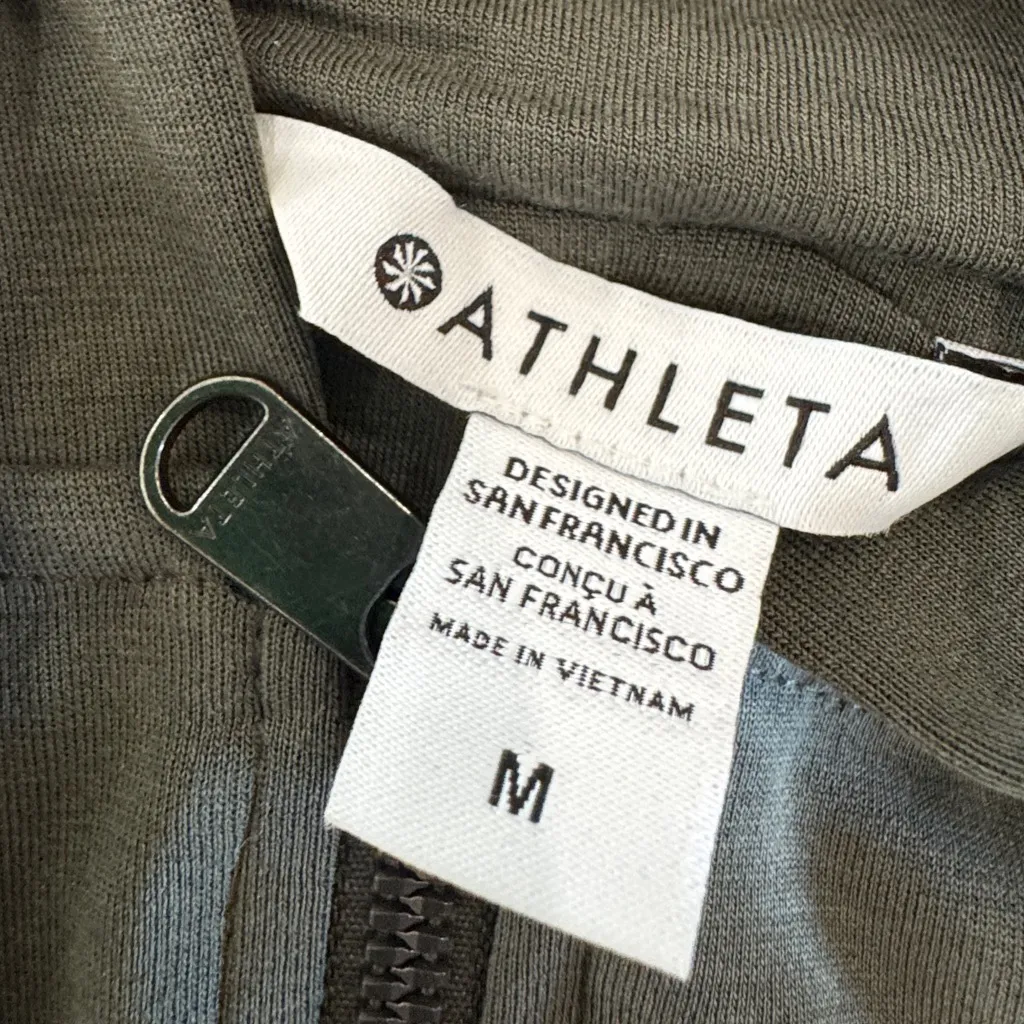 ATHLETA
DESIGNED IN
SAN FRANCISCO
CONÇU À
SAN FRANCISCO
MADE IN VIETNAM
M
ATHLETA